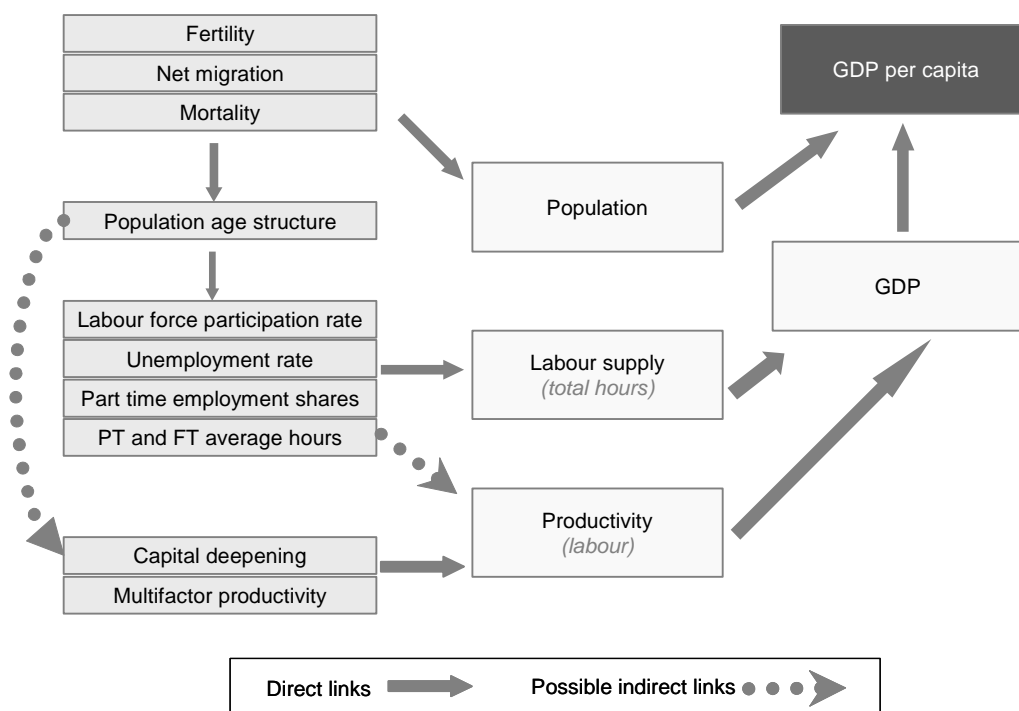 Fertility
Net migration
Mortality
GDP per capita
Population age structure
Population
GDP
Labour force participation rate
Unemployment rate
Part time employment shares
PT and FT average hours
Labour supply
(total hours)
Productivity
(labour)
Capital deepening
Multifactor productivity
Direct links
Possible indirect links